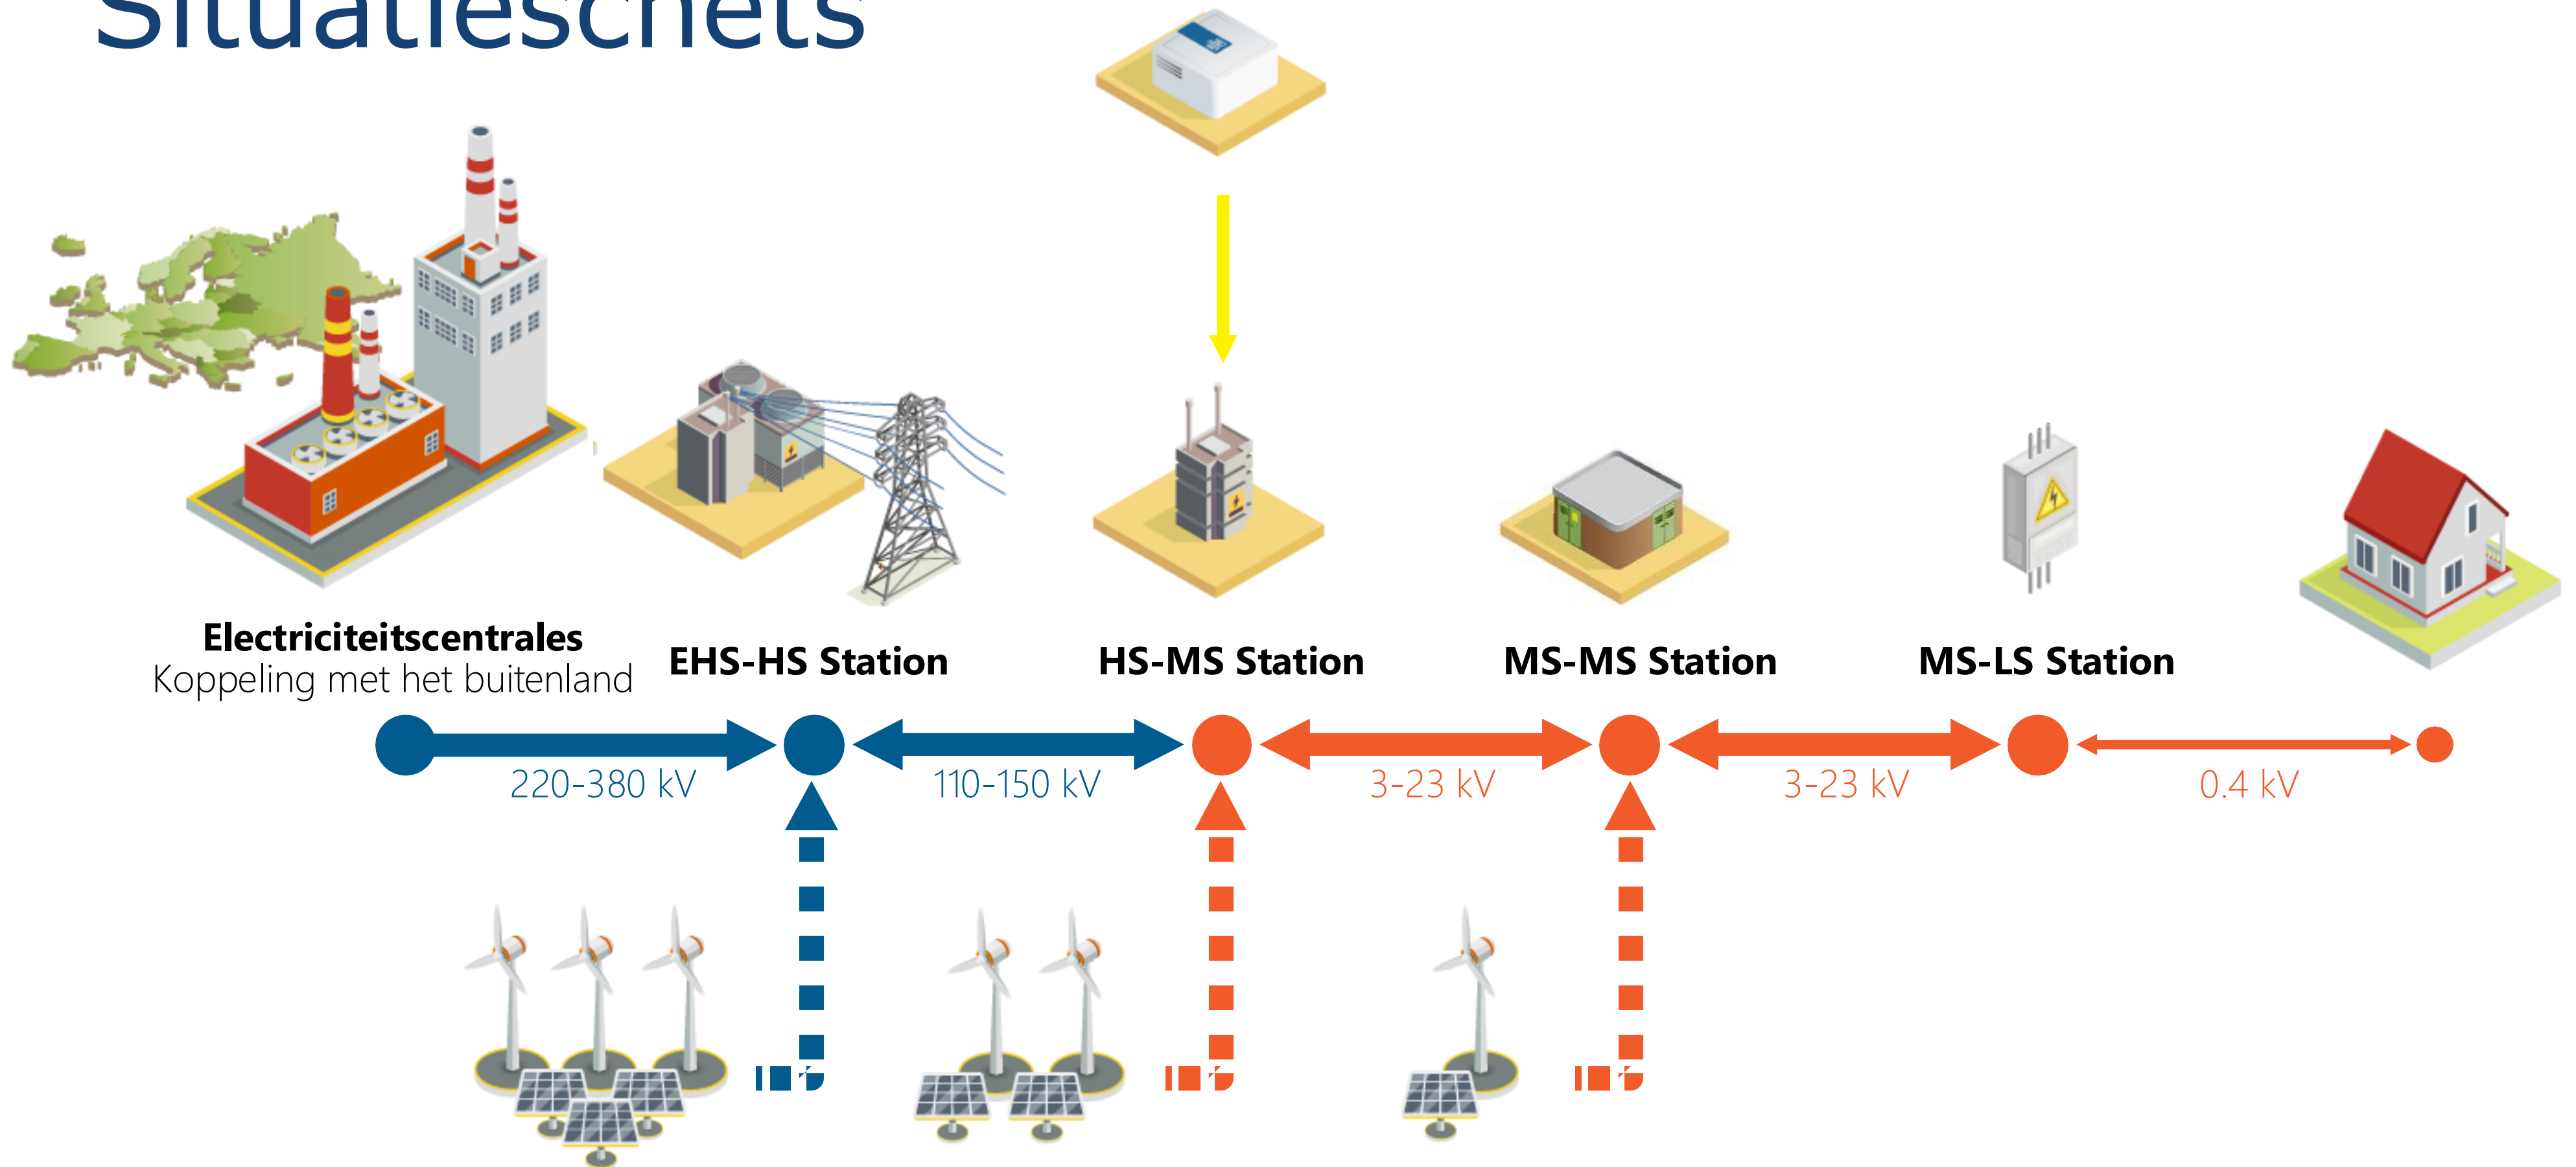 Situatieschets
Electriciteitscentrales
Koppeling met het buitenland
EHS-HS Station
HS-MS Station
MS-MS Station
MS-LS Station
220-380 kV
110-150 kV
3-23 kV
3-23 kV
0.4 kV